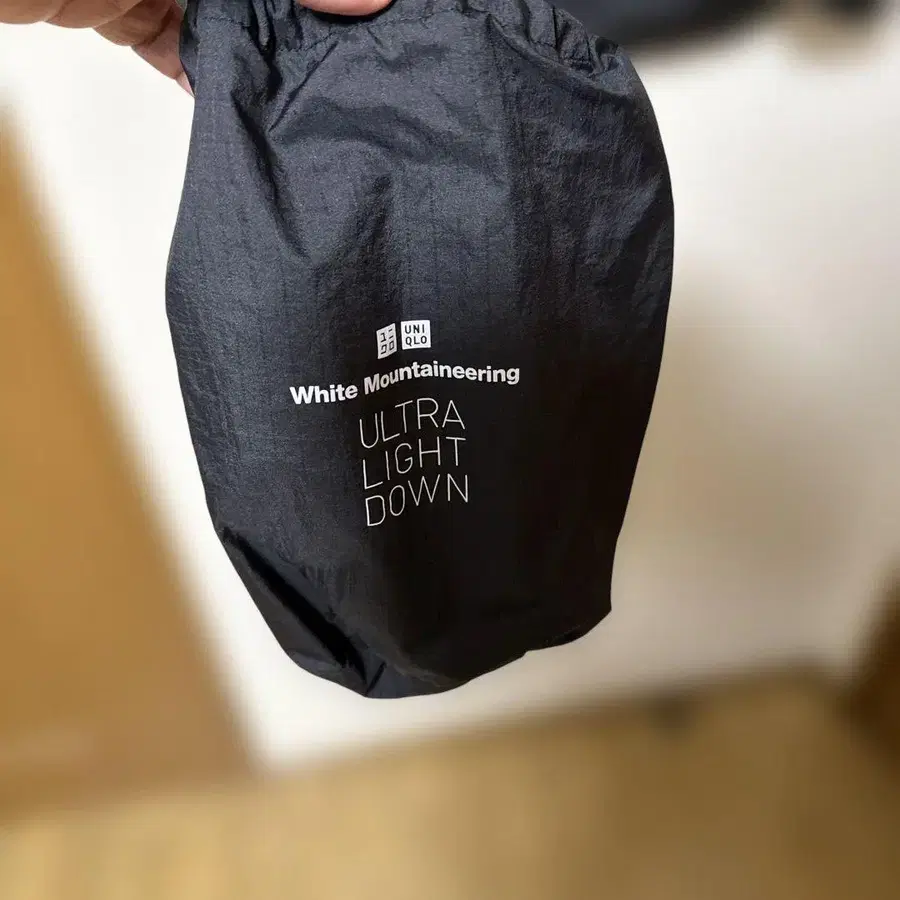 ユニ UNI
クロ QLO
White Mountaineering
ULTRA
LIGHT
DOWN